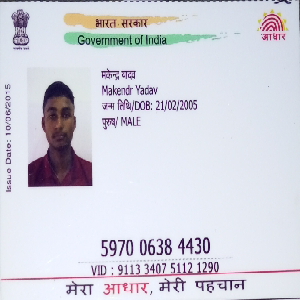 भारत सरकार
Government of India
आधार
Issue Date: 10/06/2015
मकेन्द्र यादव
Makendr Yadav
जन्म तिथि/DOB: 21/02/2005
पुरुष/ MALE
5970 0638 4430
VID : 9113 3407 5112 1290
मेरा आधार, मेरी पहचान